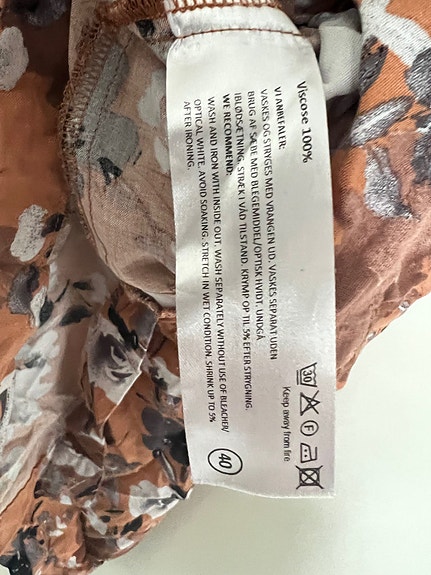 Viscose 100%
VI ANBEFALER:
VASKES OG STRYGES MED VRANGEN UD. VASKES SEPARAT UDEN
BRUG AF SÆBE MED BLEGEMIDDEL/OPTISK HVIDT. UNDGÅ
IBLØDSÆTNING. STRÆK I VÅD TILSTAND. KRYMP OP TIL 5% EFTER STRYGNING.
WE RECOMMEND:
WASH AND IRON WITH INSIDE OUT. WASH SEPARATELY WITHOUT USE OF BLEACHER/
OPTICAL WHITE. AVOID SOAKING. STRETCH IN WET CONDITION. SHRINK UP TO 5%
AFTER IRONING.
30
F
Keep away from fire
40